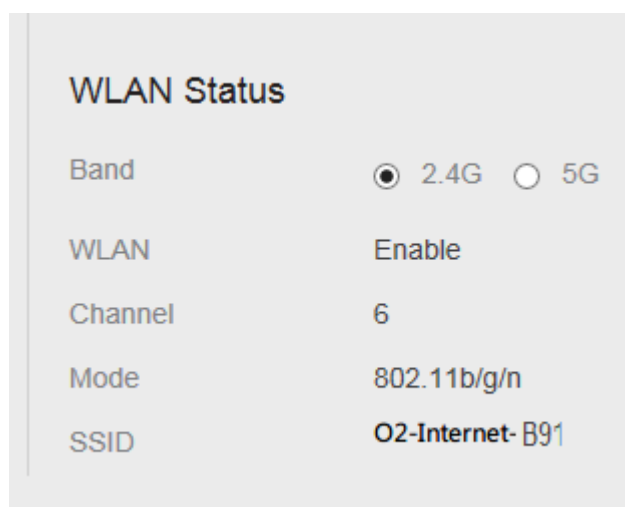 WLAN Status
Band 2.4G 5G
WLAN Enable
Channel 6
Mode 802.11b/g/n
SSID O2-Internet-B91